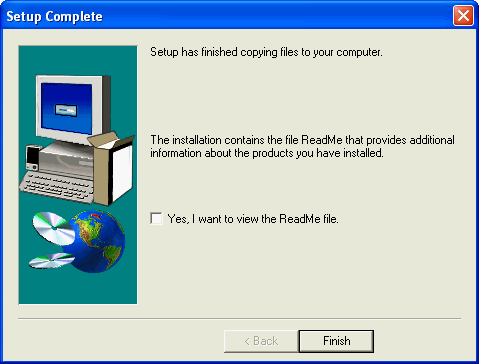 Setup Complete
Setup has finished copying files to your computer.
The installation contains the file ReadMe that provides additional
information about the products you have installed.
Yes, I want to view the ReadMe file.
< Back
Finish